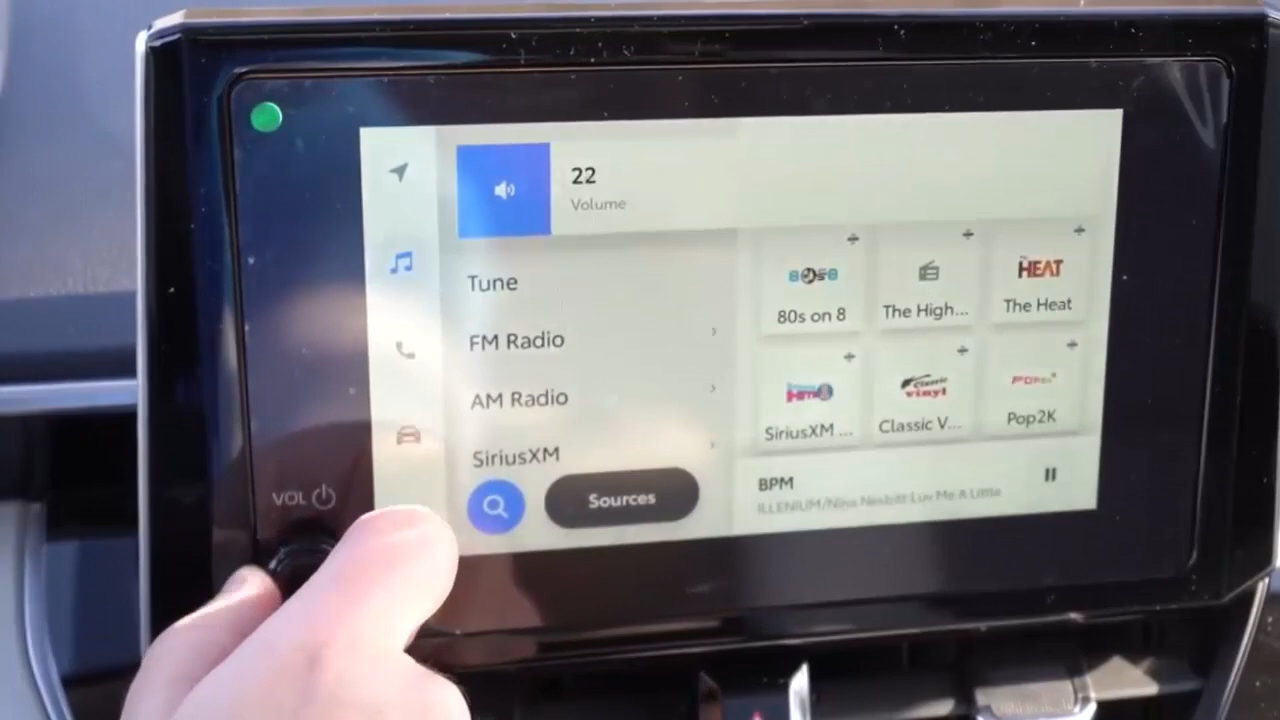 22
Volume
Tune
FM Radio
AM Radio
SiriusXM
Sources
80s on 8
The High...
HEAT
The Heat
SiriusXM ...
Classic
vinyl
Classic V...
Pop2K
BPM
ILLENIUM/Nina Nesbitt Luv Me A Little
VOL